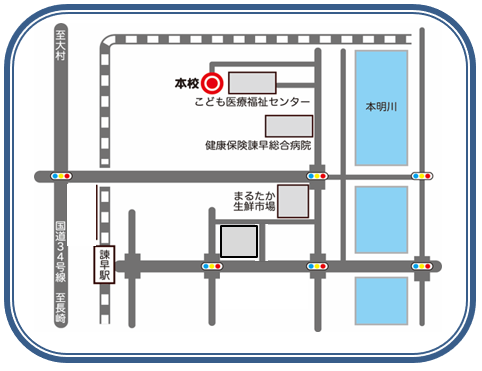 至大村
本校
こども医療福祉センター
本明川
健康保険諫早総合病院
まるたか
生鮮市場
国道34号線 至長崎
諫早駅